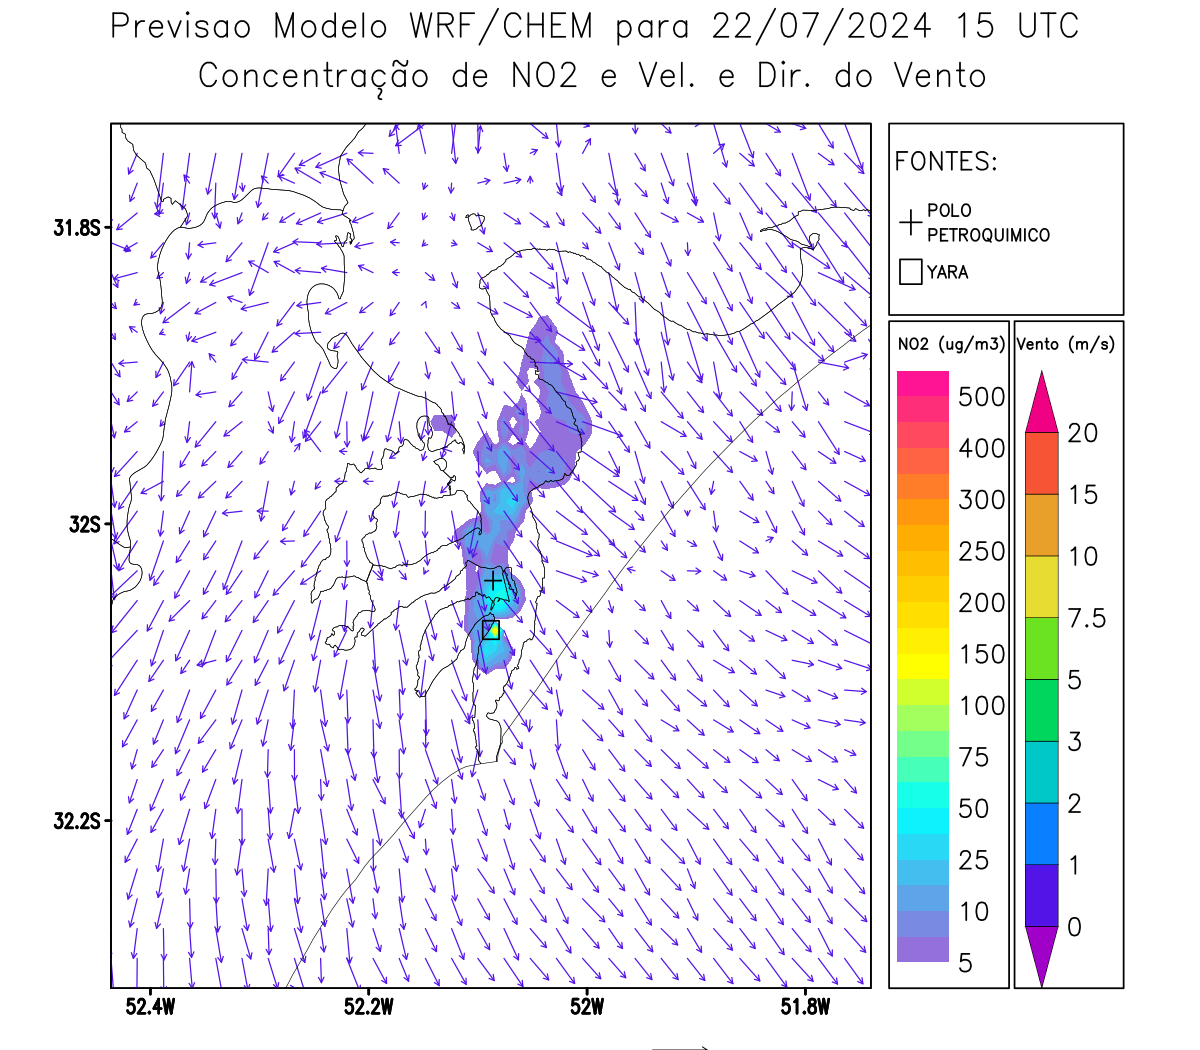 Previsao Modelo WRF/CHEM para 22/07/2024 15 UTC
Concentração de NO2 e Vel. e Dir. do Vento
FONTES:
POLO
PETROQUIMICO
YARA
NO2 (ug/m3)
500
400
300
250
200
150
100
75
50
25
10
5
Vento (m/s)
20
15
10
7.5
5
3
2
1
0
31.8S
32S
32.2S
52.4W
52.2W
52W
51.8W